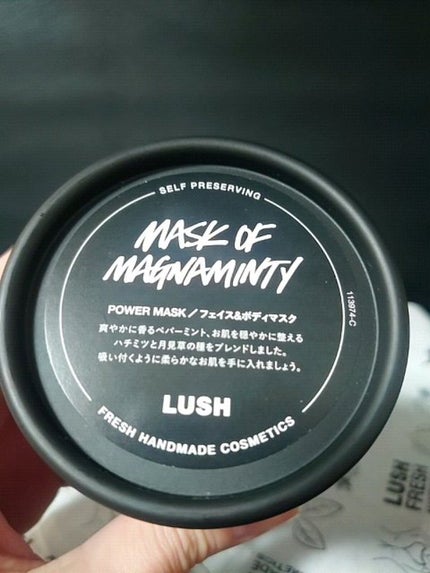 SELF PRESERVING
MASK OF
MAGNAMINTY
POWER MASK／フェイス&ボディマスク
爽やかに香るペパーミント、お肌を穏やかに整える
ハチミツと月見草の種をブレンドしました。
吸い付くように柔らかなお肌を手に入れましょう。
LUSH
FRESH HANDMADE COSMETICS
113974-C
LUSH
FRESH